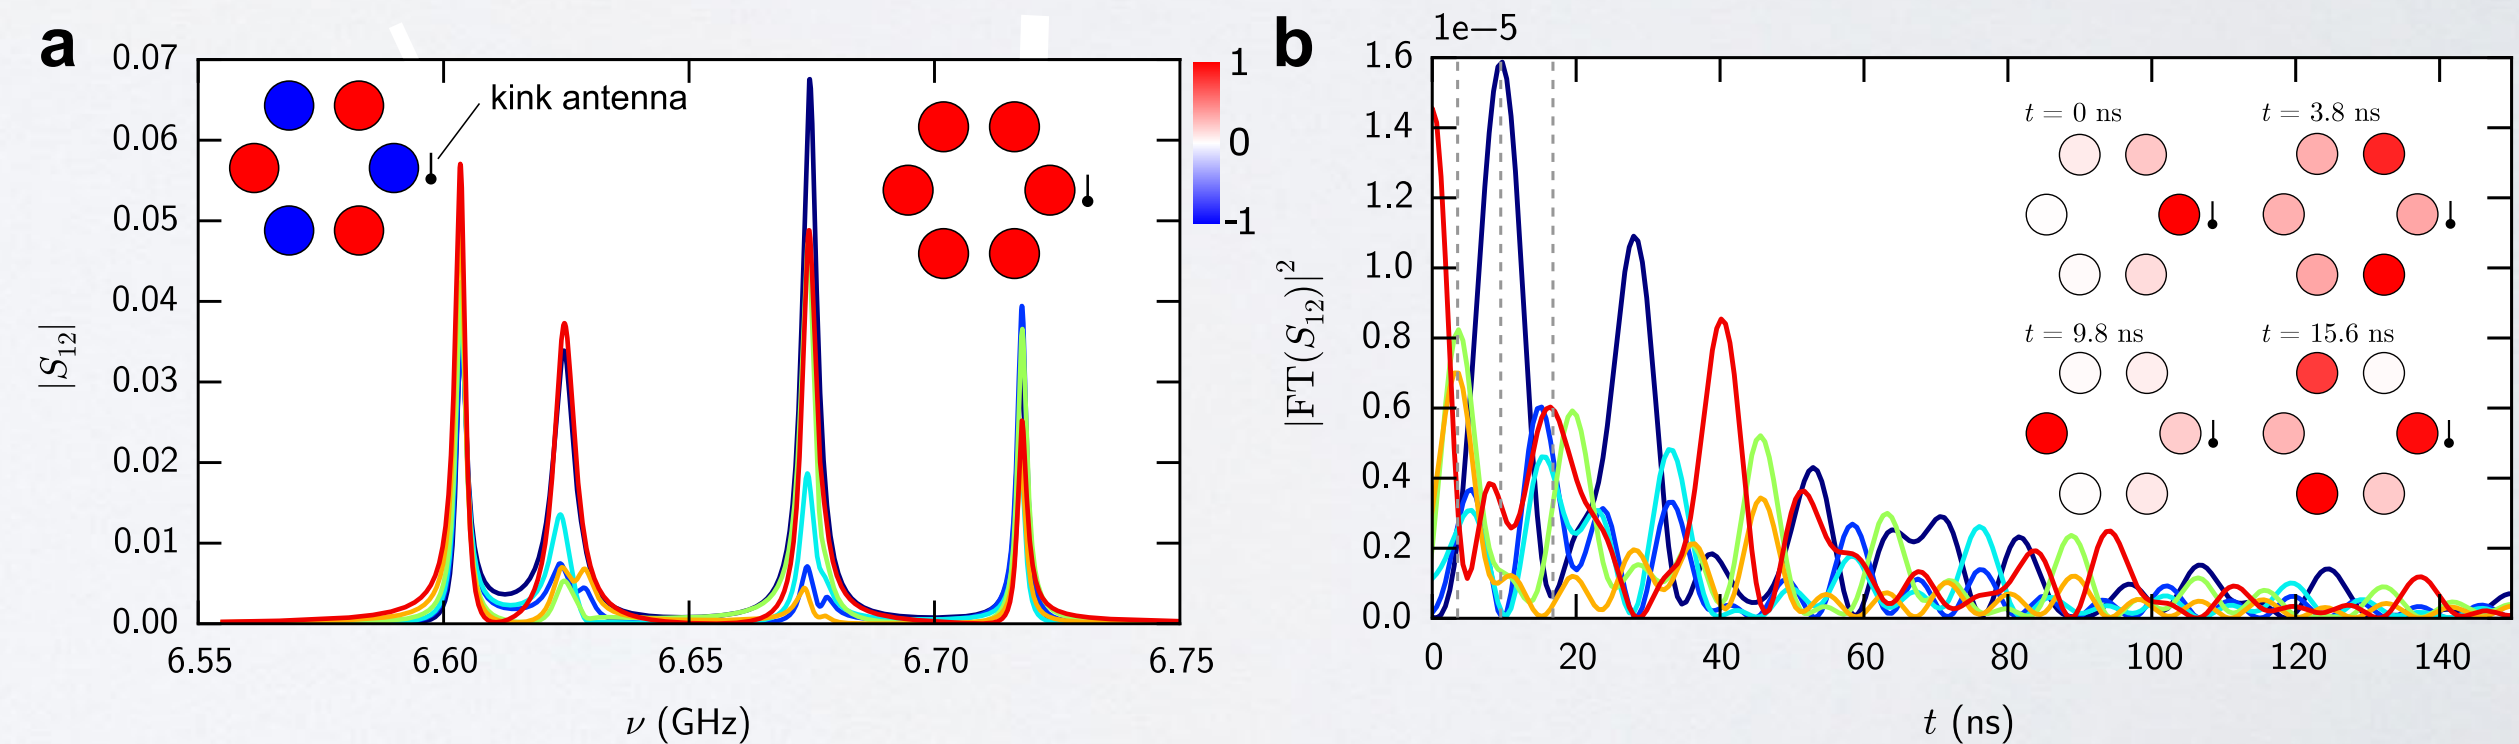 a
0.07
0.06
0.05
0.04
0.03
0.02
0.01
0.00
|S12|
6.55 6.60 6.65 6.70 6.75
ν (GHz)
kink antenna
1
0
-1
b
1e−5
1.6
1.4
1.2
1.0
0.8
0.6
0.4
0.2
0.0
|FT(S12)|²
0 20 40 60 80 100 120 140
t (ns)
t = 0 ns t = 3.8 ns
t = 9.8 ns t = 15.6 ns